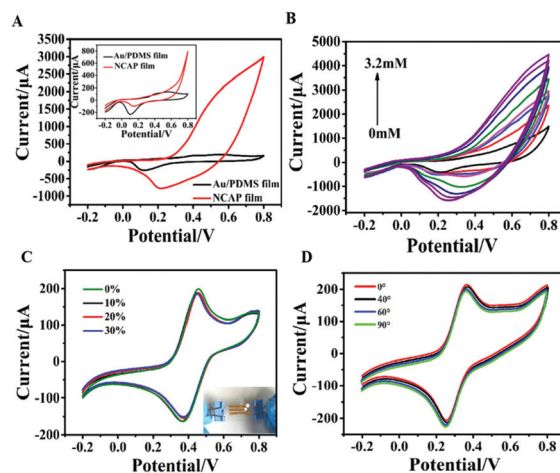 A
Current/µA
3500
3000
2500
2000
1500
1000
500
0
-500
-1000
-0.2 0.0 0.2 0.4 0.6 0.8
Potential/V
Au/PDMS film
NCAP film
Current/µA
800
600
400
200
0
-200
-0.2 0.0 0.2 0.4 0.6 0.8
Potential/V
Au/PDMS film
NCAP film
B
Current/µA
5000
4000
3000
2000
1000
0
-1000
-2000
-0.2 0.0 0.2 0.4 0.6 0.8
Potential/V
3.2mM
0mM
C
Current/µA
300
200
100
0
-100
-200
-0.2 0.0 0.2 0.4 0.6 0.8
Potential/V
0%
10%
20%
30%
D
Current/µA
300
200
100
0
-100
-200
-0.2 0.0 0.2 0.4 0.6 0.8
Potential/V
0°
40°
60°
90°